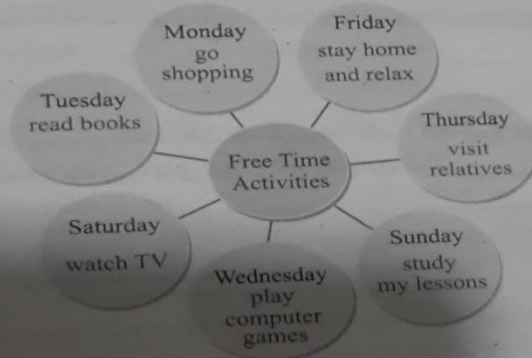 Monday
go
shopping
Friday
stay home
and relax
Tuesday
read books
Thursday
visit
relatives
Free Time
Activities
Saturday
watch TV
Wednesday
play
computer
games
Sunday
study
my lessons